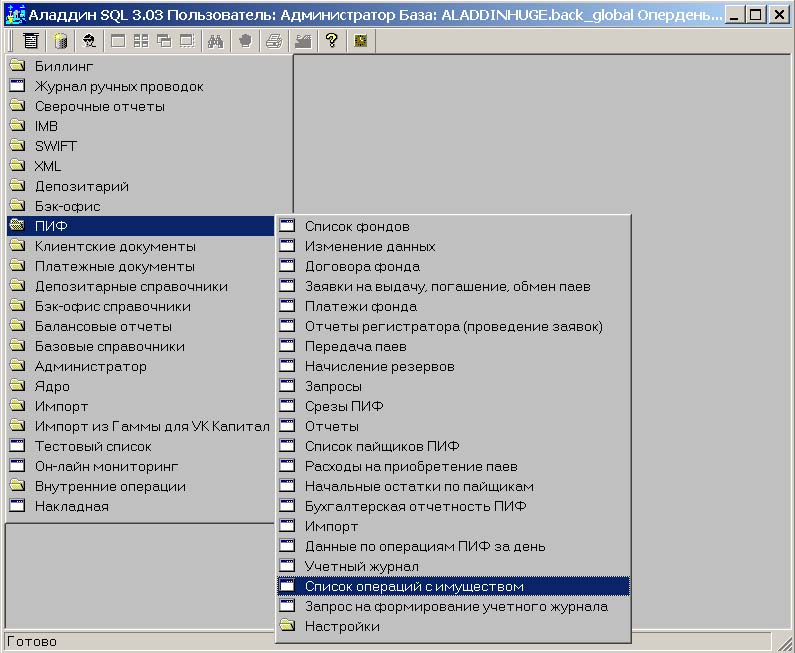 Аладдин SQL 3.03 Пользователь: Администратор База: ALADDINHUGE.back_global Опердень...
Биллинг
Журнал ручных проводок
Сверочные отчеты
IMB
SWIFT
XML
Депозитарий
Бэк-офис
ПИФ
Клиентские документы
Платежные документы
Депозитарные справочники
Бэк-офис справочники
Балансовые отчеты
Базовые справочники
Администратор
Ядро
Импорт
Импорт из Гаммы для УК Капитал
Тестовый список
Он-лайн мониторинг
Внутренние операции
Накладная
Список фондов
Изменение данных
Договора фонда
Заявки на выдачу, погашение, обмен паев
Платежи фонда
Отчеты регистратора (проведение заявок)
Передача паев
Начисление резервов
Запросы
Срезы ПИФ
Отчеты
Список пайщиков ПИФ
Расходы на приобретение паев
Начальные остатки по пайщикам
Бухгалтерская отчетность ПИФ
Импорт
Данные по операциям ПИФ за день
Учетный журнал
Список операций с имуществом
Запрос на формирование учетного журнала
Настройки
Готово